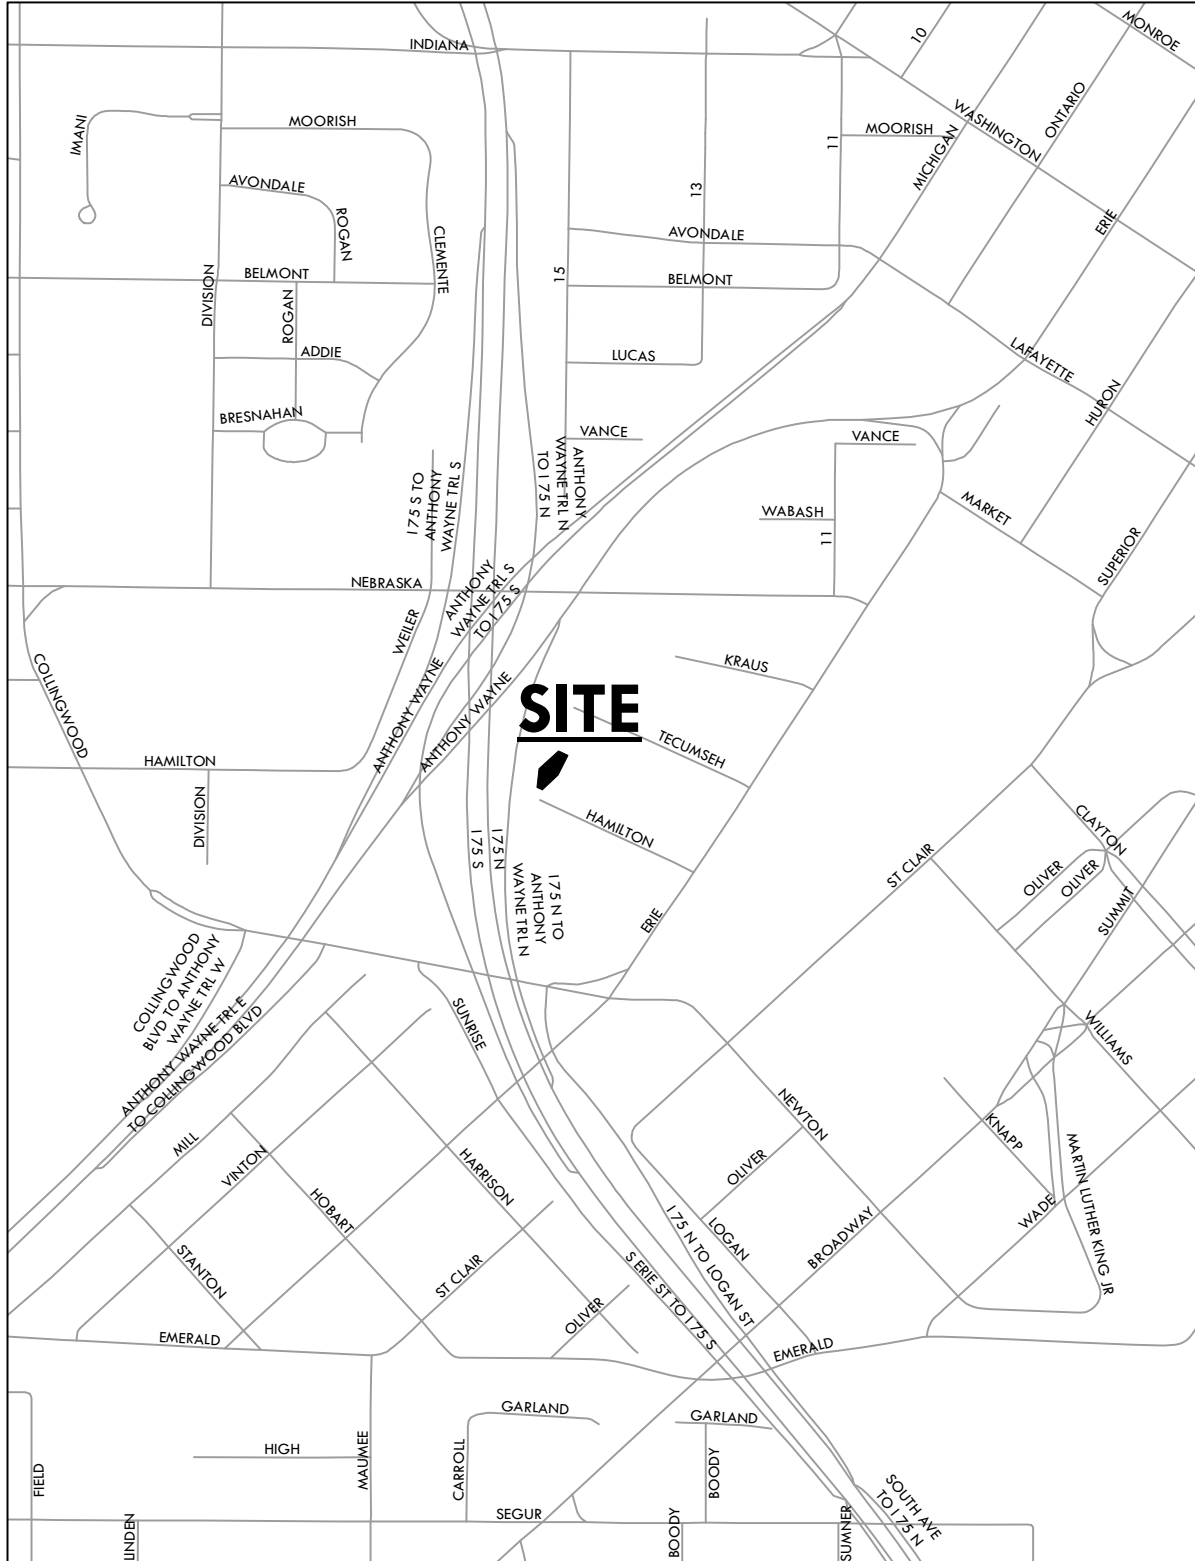 MONROE
10
INDIANA
ONTARIO
IMANI
MOORISH
WASHINGTON
11
MOORISH
MICHIGAN
AVONDALE
13
ROGAN
ERIE
CLEMENTE
AVONDALE
BELMONT
15
BELMONT
DIVISION
ROGAN
ADDIE
LUCAS
LAFAYETTE
HURON
BRESNAHAN
VANCE
VANCE
I 75 S TO
ANTHONY
WAYNE TRL S
ANTHONY
WAYNE TRL N
TO I 75 N
MARKET
WABASH
11
SUPERIOR
NEBRASKA
ANTHONY
WAYNE TRL S
TO I 75 S
WEILER
COLLINGWOOD
KRAUS
ANTHONY WAYNE
ANTHONY WAYNE
SITE
TECUMSEH
HAMILTON
DIVISION
HAMILTON
CLAYTON
I 75 S
I 75 N
ST CLAIR
OLIVER
OLIVER
SUMMIT
I 75 N TO
ANTHONY
WAYNE TRL N
ERIE
COLLINGWOOD
BLVD TO ANTHONY
WAYNE TRL W
SUNRISE
ANTHONY WAYNE TRL E
TO COLLINGWOOD BLVD
WILLIAMS
NEWTON
KNAPP
MILL
VINTON
HARRISON
OLIVER
MARTIN LUTHER KING JR
HOBART
WADE
I 75 N TO LOGAN ST
LOGAN
BROADWAY
STANTON
ST CLAIR
S ERIE ST TO I 75 S
OLIVER
EMERALD
EMERALD
GARLAND
GARLAND
HIGH
MAUMEE
CARROLL
BOODY
FIELD
SEGUR
SOUTH AVE
TO I 75 N
LINDEN
BOODY
SUMNER